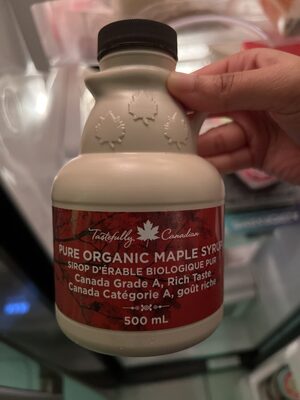 Tastefully Canadian
PURE ORGANIC MAPLE SYRUP
SIROP D'ÉRABLE BIOLOGIQUE PUR
Canada Grade A, Rich Taste
Canada Catégorie A, goût riche
500 mL